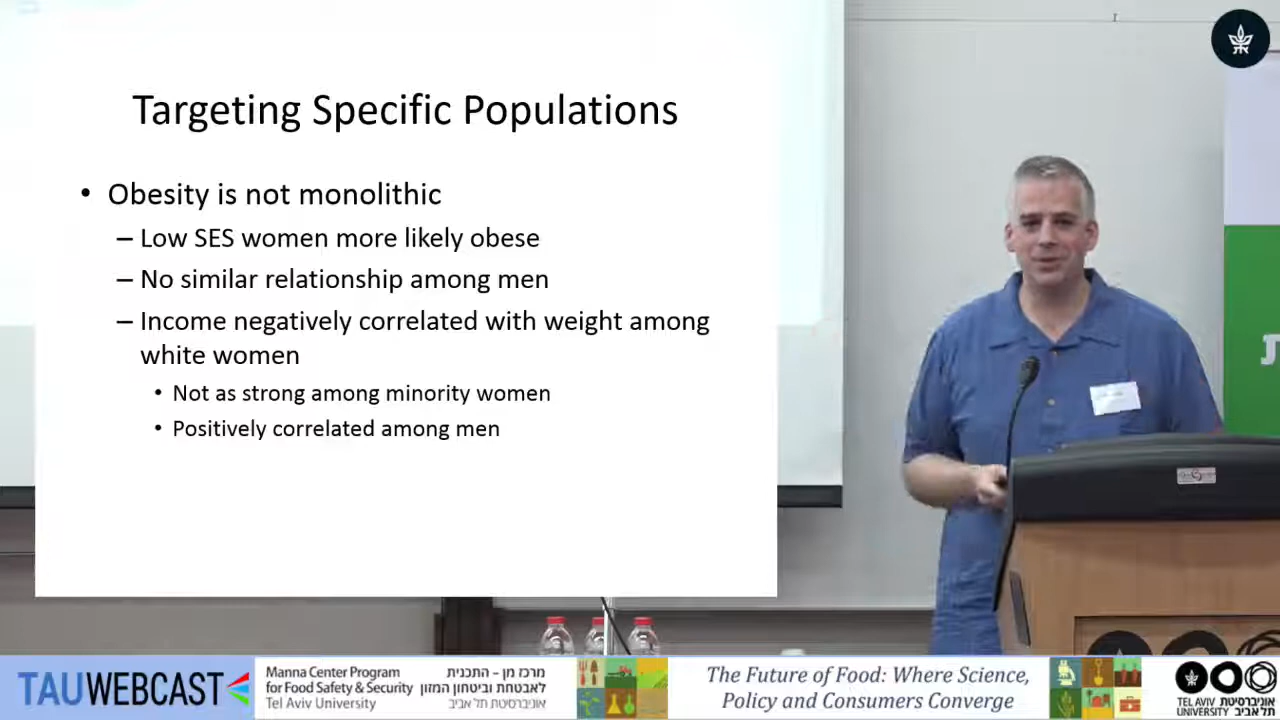 Targeting Specific Populations
• Obesity is not monolithic
– Low SES women more likely obese
– No similar relationship among men
– Income negatively correlated with weight among
white women
• Not as strong among minority women
• Positively correlated among men
TAUWEBCAST
Manna Center Program
for Food Safety & Security
Tel Aviv University
מרכז מן – התכנית
לאבטחת וביטחון המזון
אוניברסיטת תל אביב
The Future of Food: Where Science,
Policy and Consumers Converge
אוניברסיטת
TEL AVIV תל אביב
UNIVERSITY